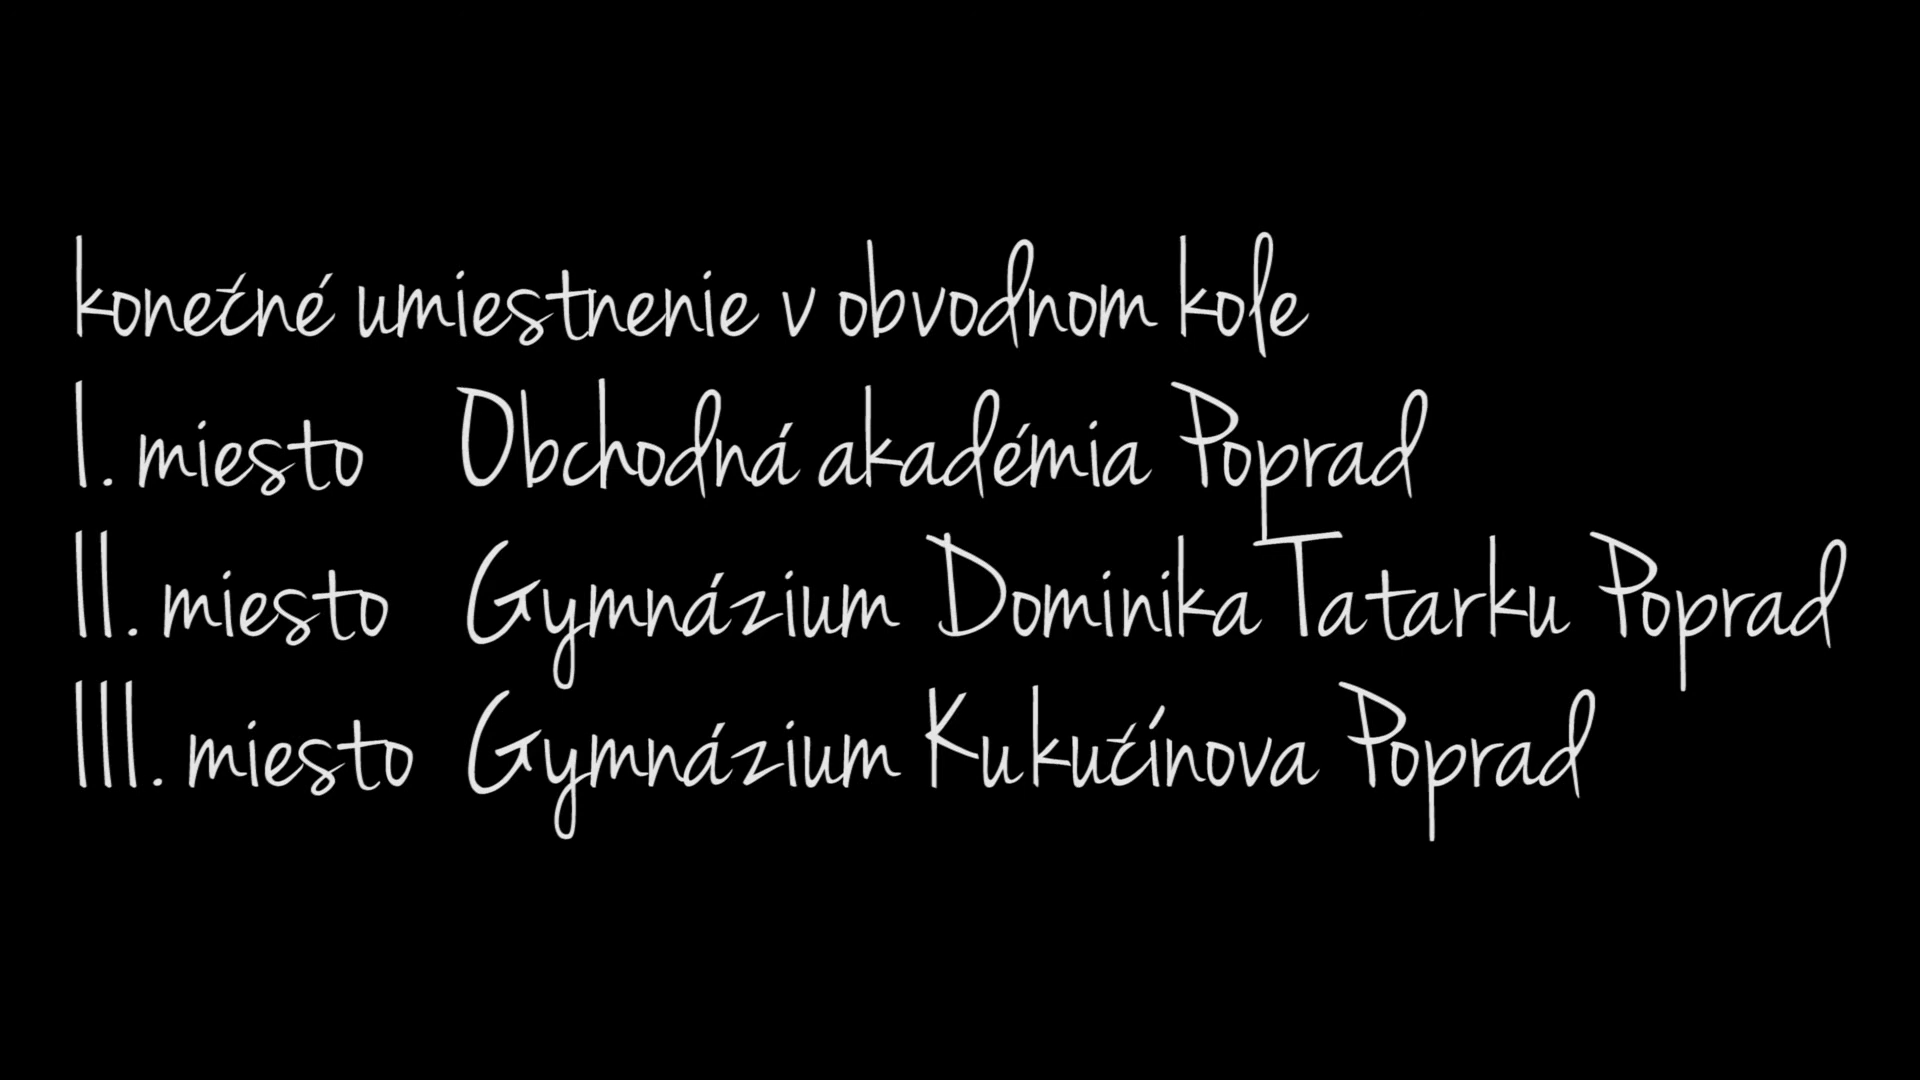 konečné umiestnenie v obvodnom kole
I. miesto Obchodná akadémia Poprad
II. miesto Gymnázium Dominika Tatarku Poprad
III. miesto Gymnázium Kukučínova Poprad